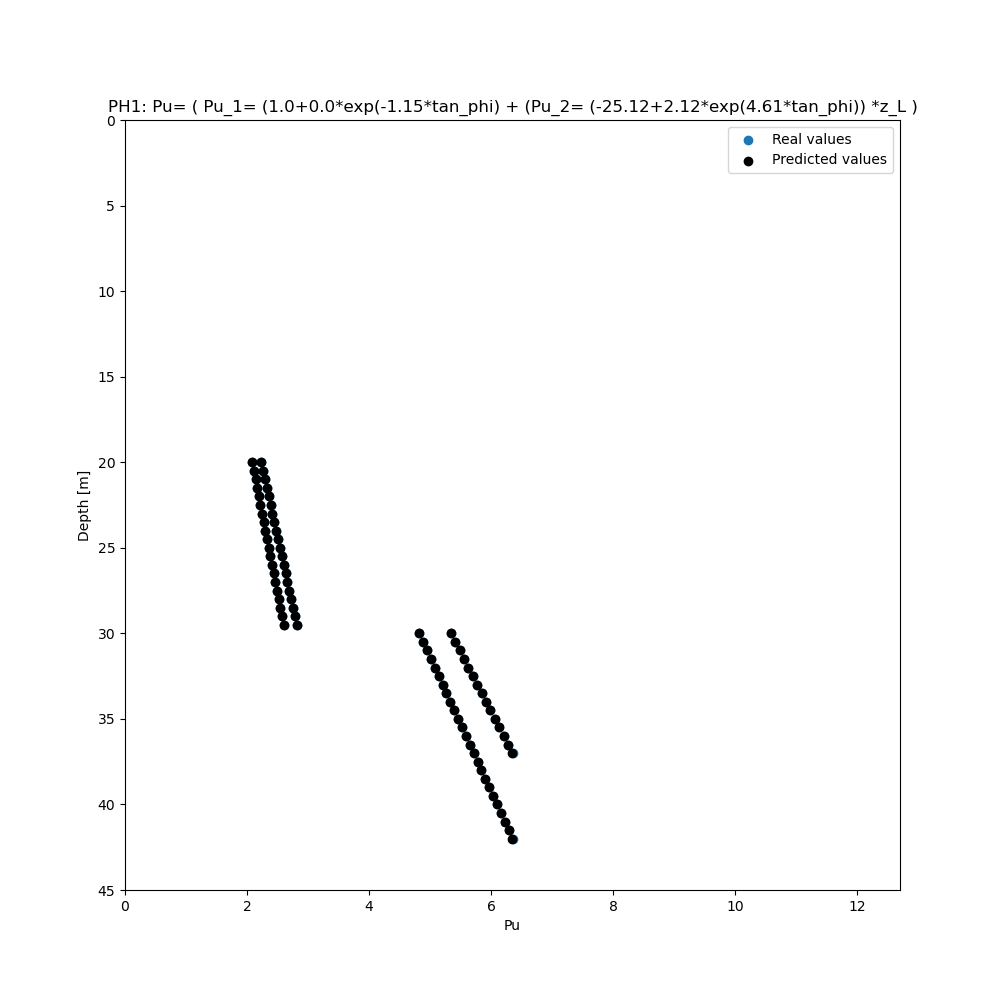 PH1: Pu= ( Pu_1= (1.0+0.0*exp(-1.15*tan_phi) + (Pu_2= (-25.12+2.12*exp(4.61*tan_phi)) *z_L )
Real values
Predicted values
Depth [m]
0
5
10
15
20
25
30
35
40
45
0 2 4 6 8 10 12
Pu